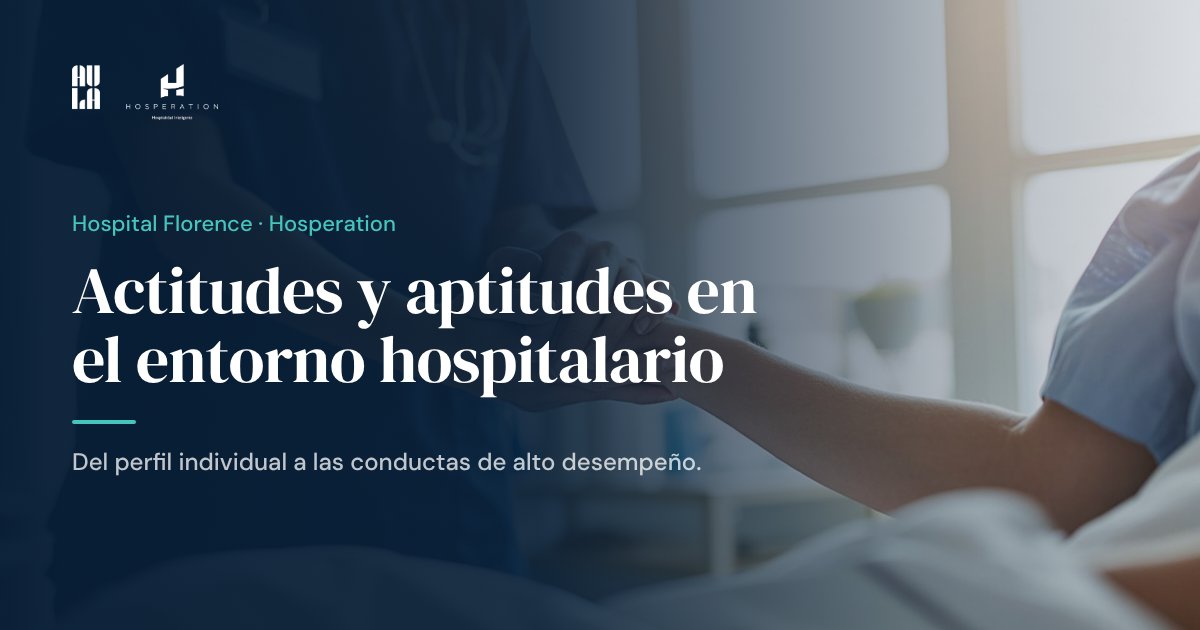 AU
LA
HOSPERATION
Hospital Florence · Hosperation
Actitudes y aptitudes en
el entorno hospitalario
Del perfil individual a las conductas de alto desempeño.